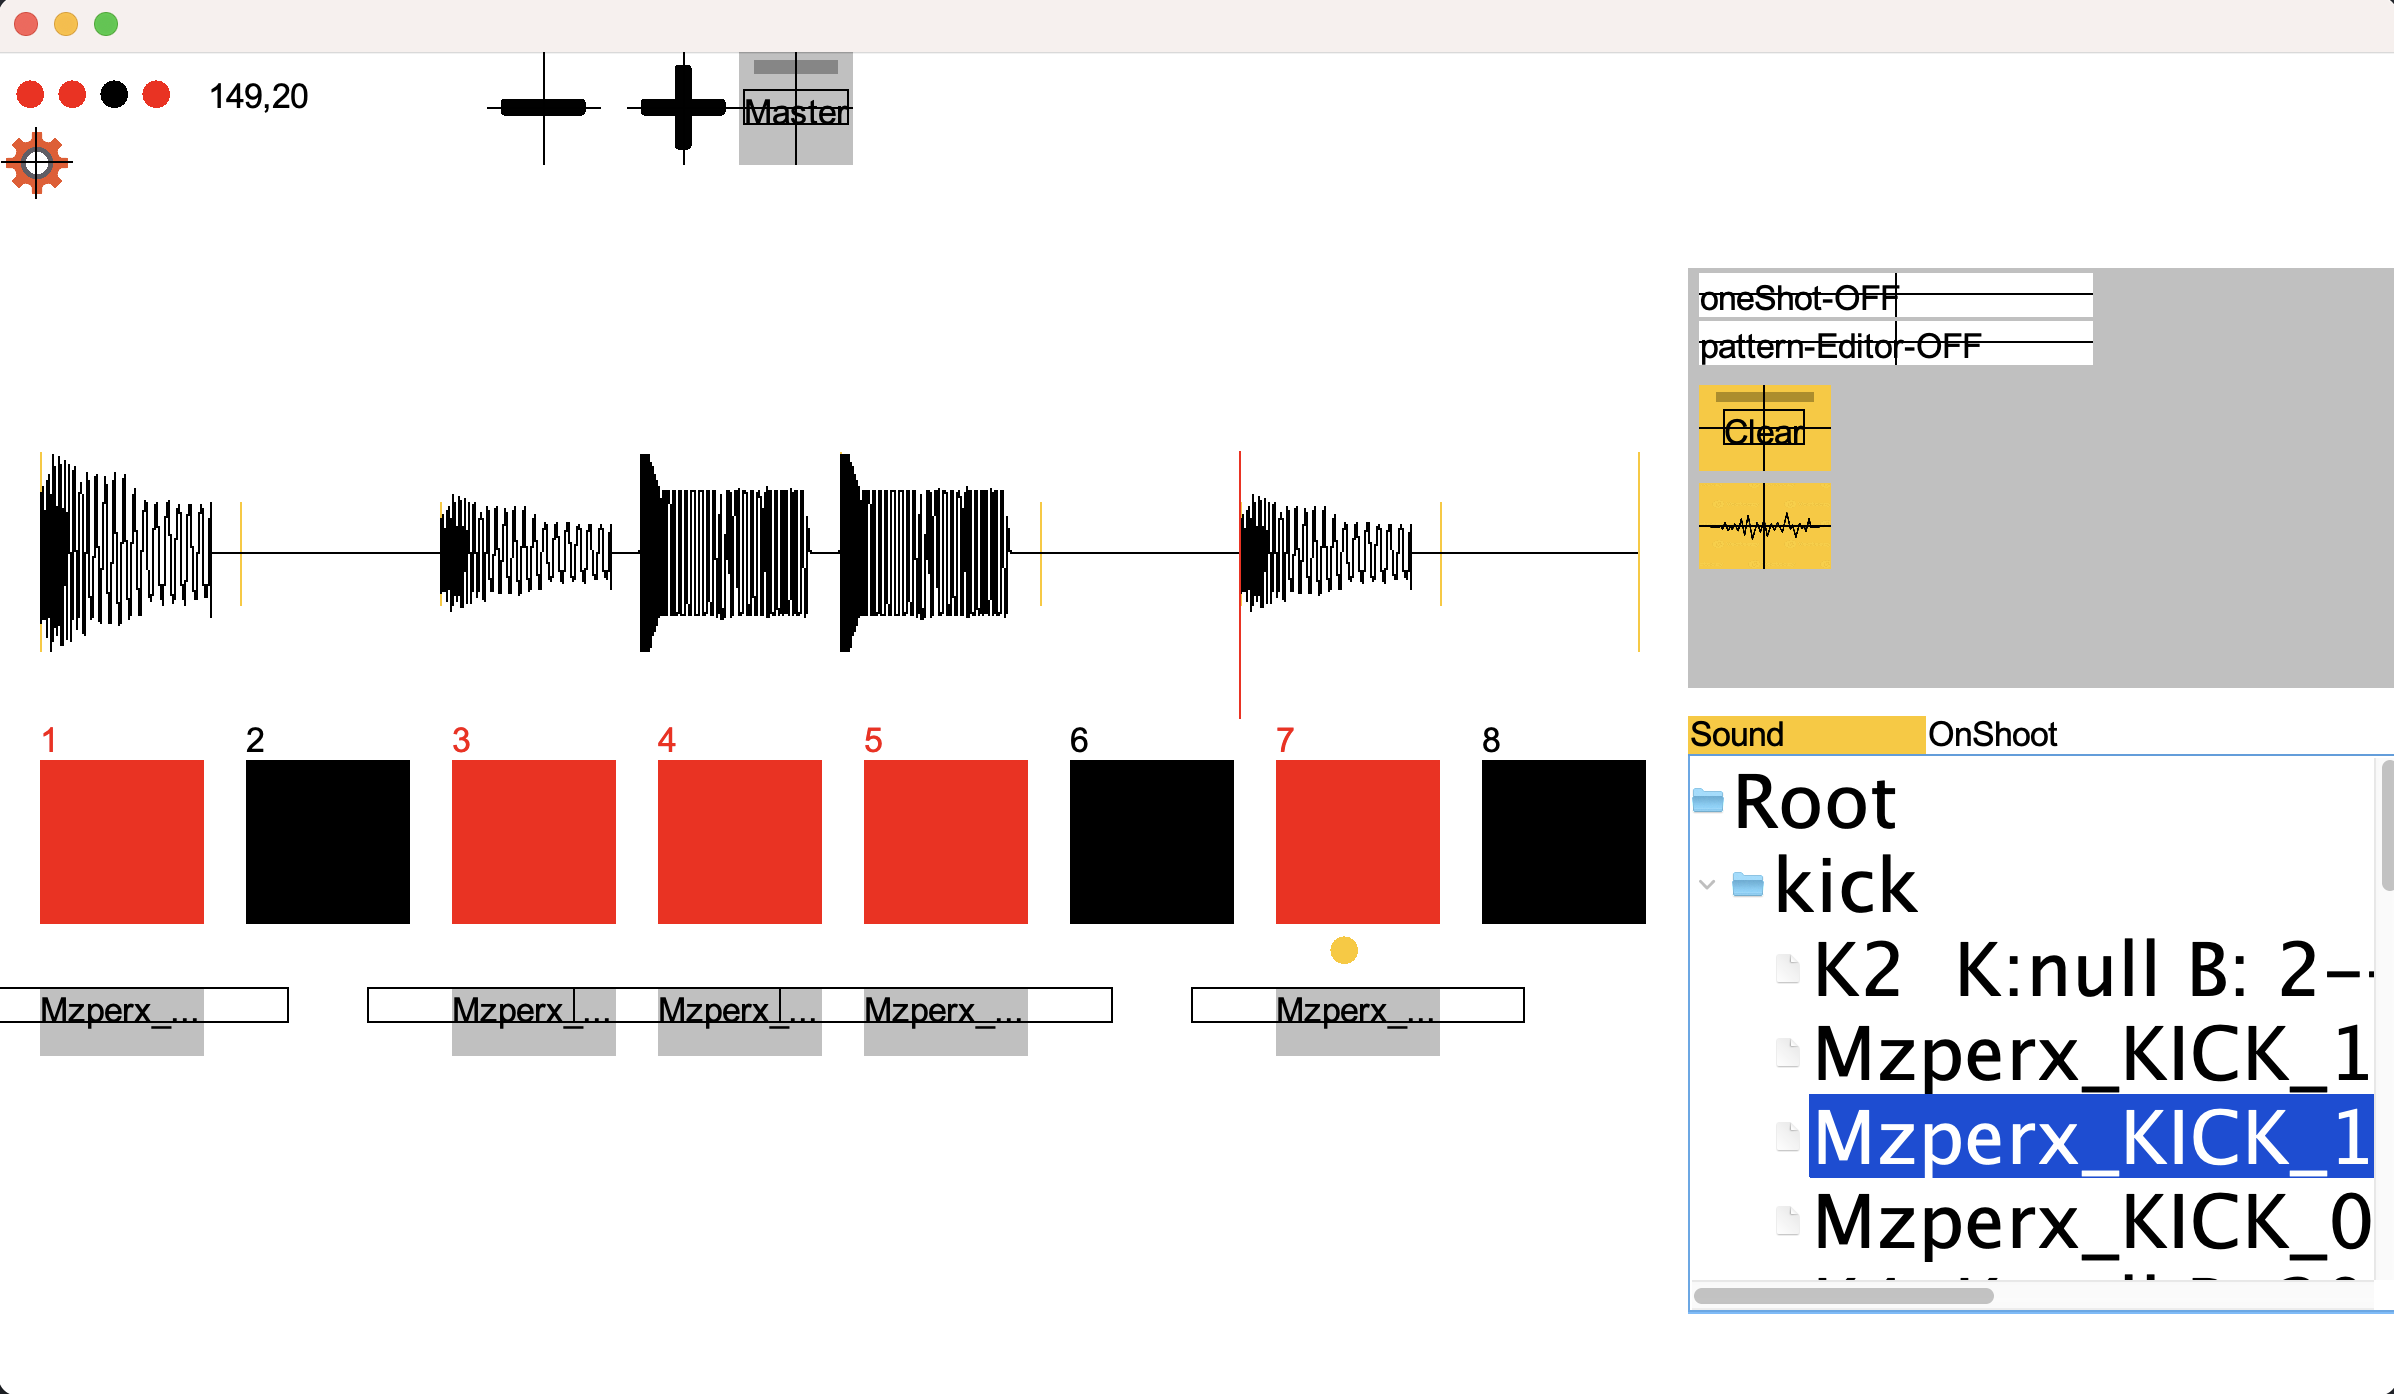 149,20
Master
oneShot-OFF
pattern-Editor-OFF
Clear
1 2 3 4 5 6 7 8
Mzperx_... Mzperx_... Mzperx_... Mzperx_... Mzperx_...
Sound OnShoot
Root
kick
K2 K:null B: 2-
Mzperx_KICK_1
Mzperx_KICK_1
Mzperx_KICK_0